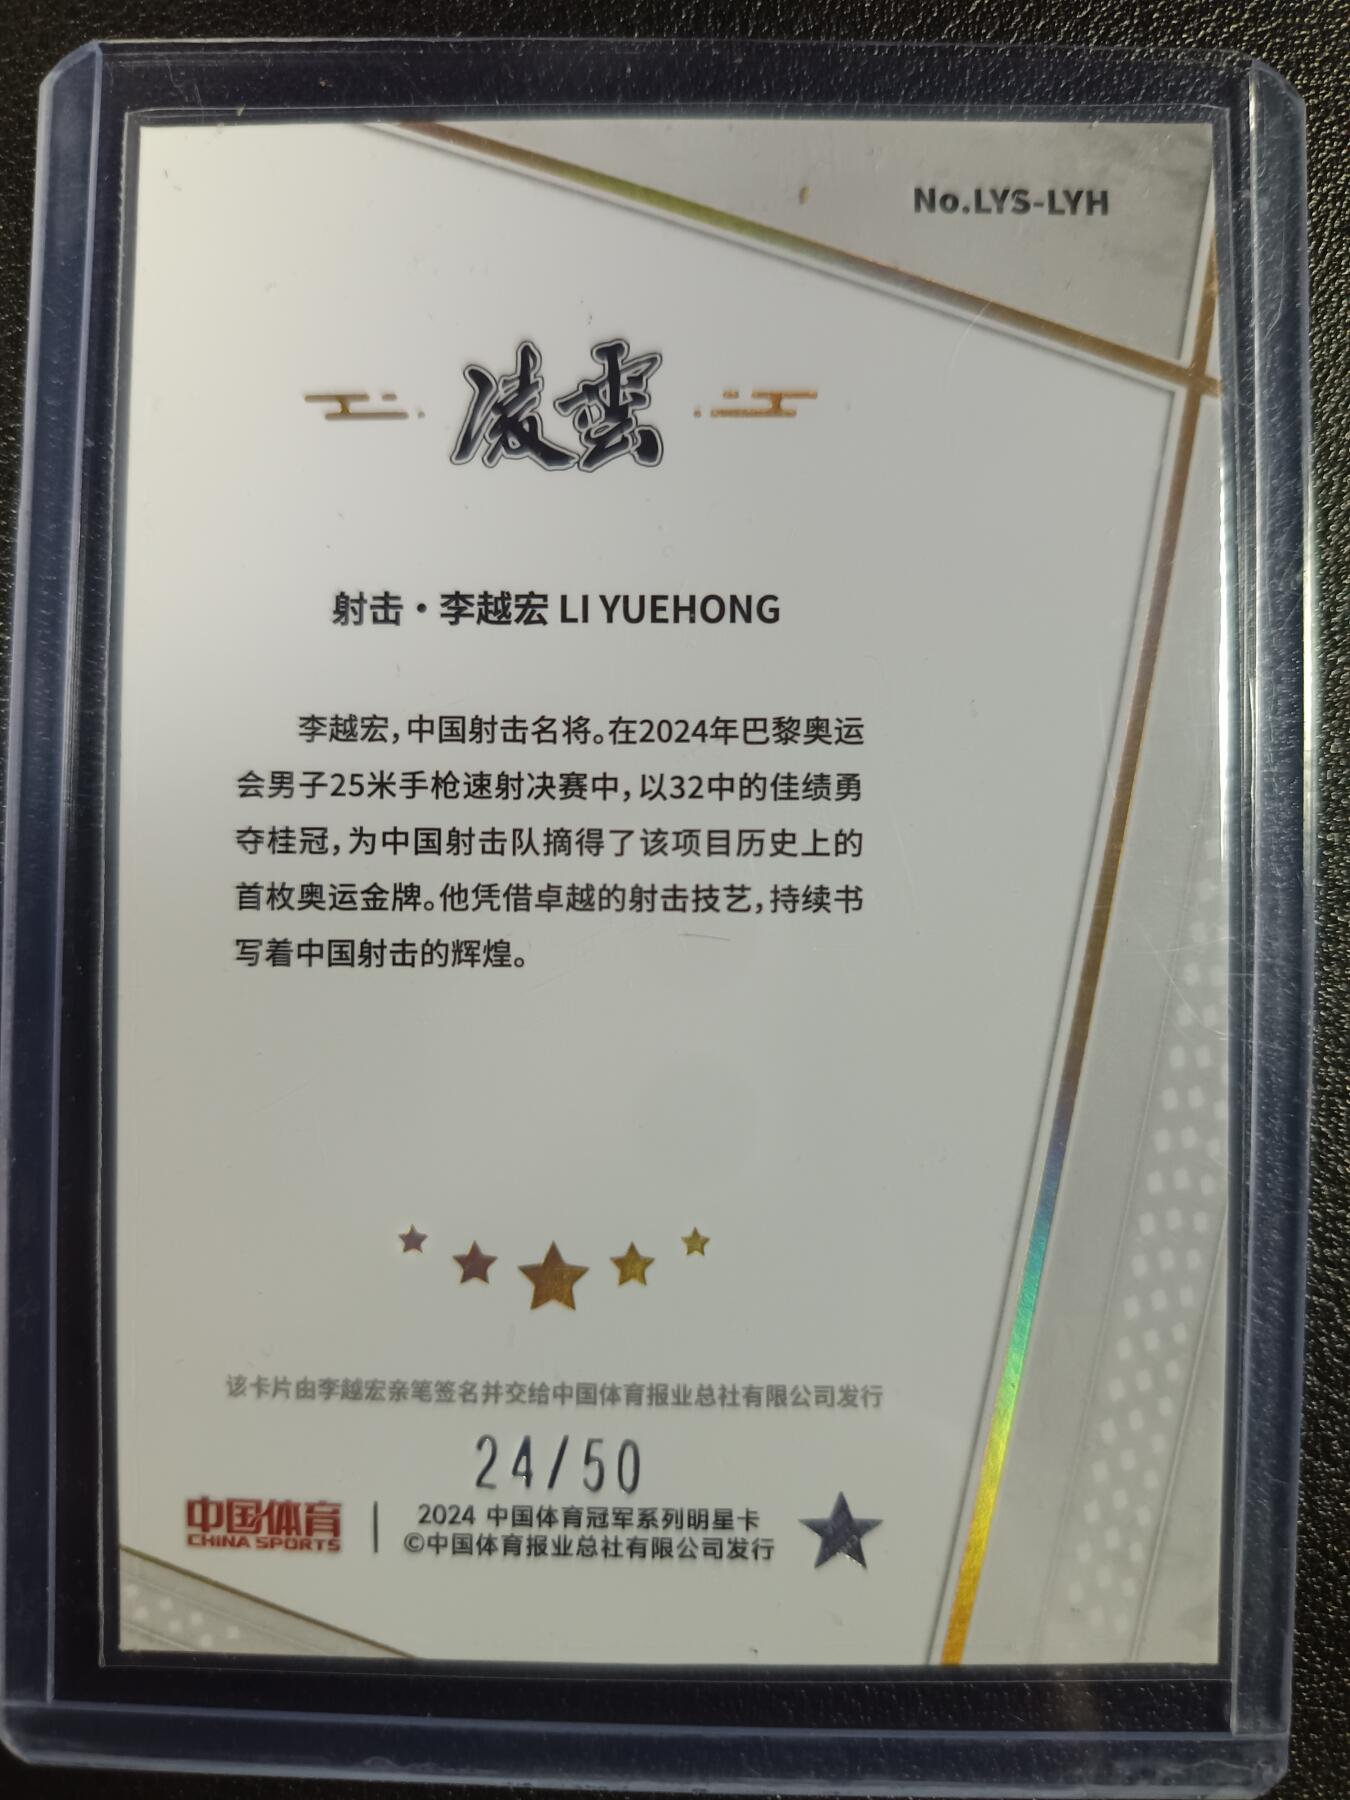 No.LYS-LYH
凌雲
射击·李越宏 LI YUEHONG
李越宏，中国射击名将。在2024年巴黎奥运
会男子25米手枪速射决赛中，以32中的佳绩勇
夺桂冠，为中国射击队摘得了该项目历史上的
首枚奥运金牌。他凭借卓越的射击技艺，持续书
写着中国射击的辉煌。
该卡片由李越宏亲笔签名并交给中国体育报业总社有限公司发行
24/50
中国体育
CHINA SPORTS
2024 中国体育冠军系列明星卡
©中国体育报业总社有限公司发行